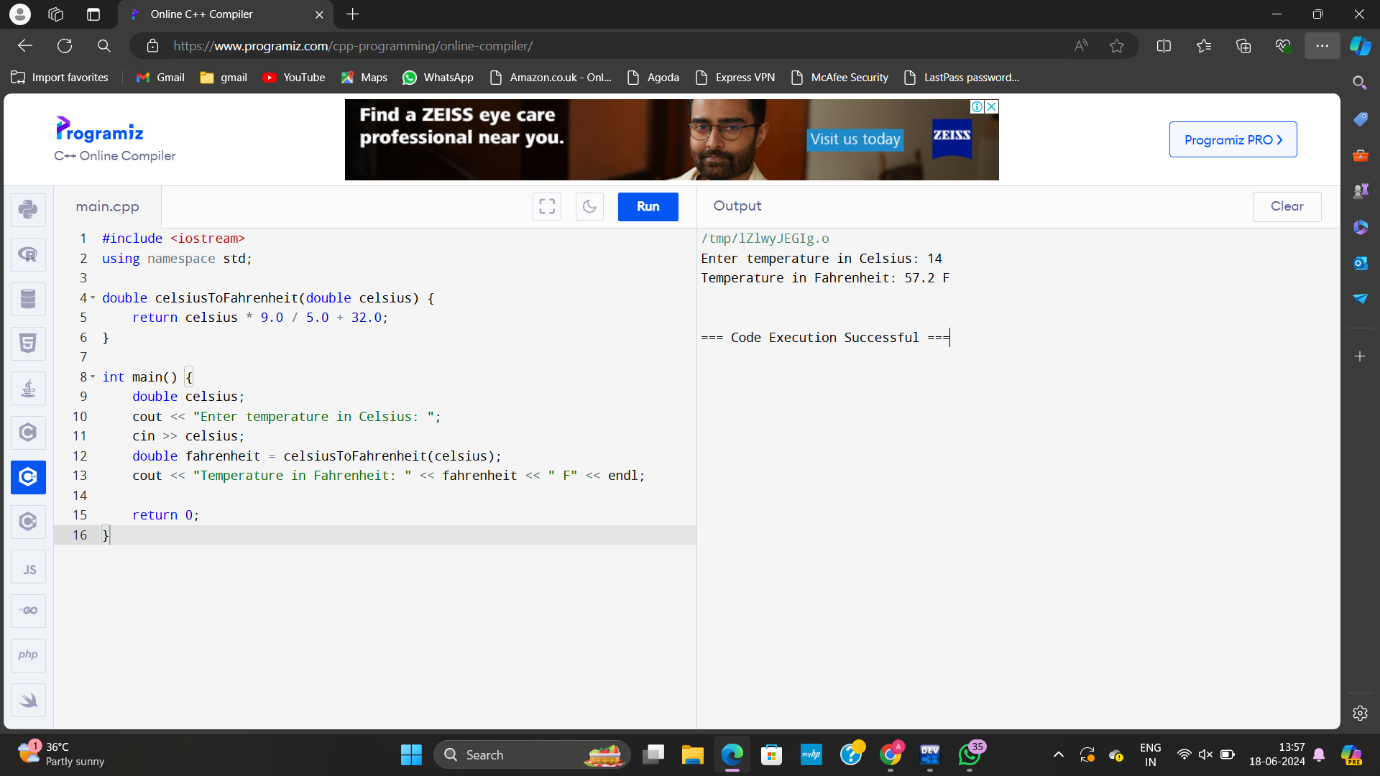 Online C++ Compiler
https://www.programiz.com/cpp-programming/online-compiler/
Import favorites
Gmail
gmail
YouTube
Maps
WhatsApp
Amazon.co.uk - Onl...
Agoda
Express VPN
McAfee Security
LastPass password...
Programiz
C++ Online Compiler
Find a ZEISS eye care
professional near you.
Visit us today
ZEISS
Programiz PRO >
main.cpp
Run
Output
Clear
1 #include <iostream>
2 using namespace std;
3
4 double celsiusToFahrenheit(double celsius) {
5     return celsius * 9.0 / 5.0 + 32.0;
6 }
7
8 int main() {
9     double celsius;
10     cout << "Enter temperature in Celsius: ";
11     cin >> celsius;
12     double fahrenheit = celsiusToFahrenheit(celsius);
13     cout << "Temperature in Fahrenheit: " << fahrenheit << " F" << endl;
14
15     return 0;
16 }
/tmp/lZlwyJEGIg.o
Enter temperature in Celsius: 14
Temperature in Fahrenheit: 57.2 F
=== Code Execution Successful ===
JS
GO
php
1
36°C
Partly sunny
Search
myhp
A
DEV
35
ENG
IN
13:57
18-06-2024
PRE